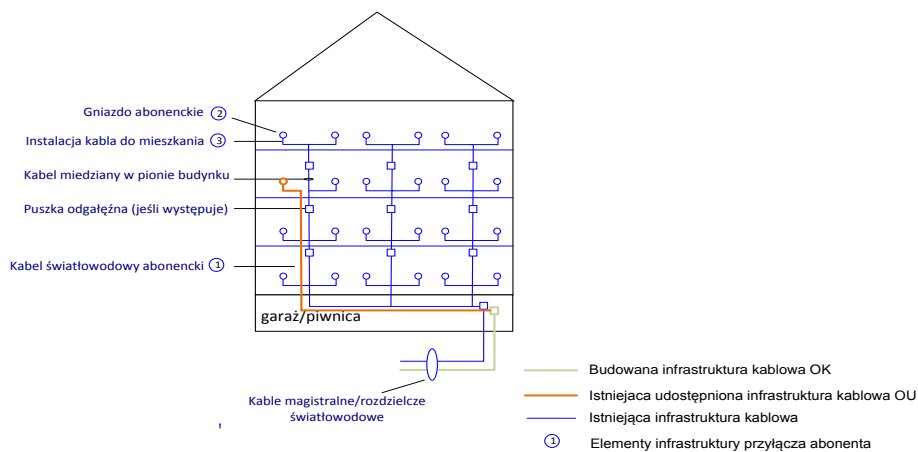 Gniazdo abonenckie 2
Instalacja kabla do mieszkania 3
Kabel miedziany w pionie budynku
Puszka odgałęźna (jeśli występuje)
Kabel światłowodowy abonencki 1
garaż/piwnica
Kable magistralne/rozdzielcze
światłowodowe
Budowana infrastruktura kablowa OK
Istniejaca udostępniona infrastruktura kablowa OU
Istniejąca infrastruktura kablowa
1 Elementy infrastruktury przyłącza abonenta